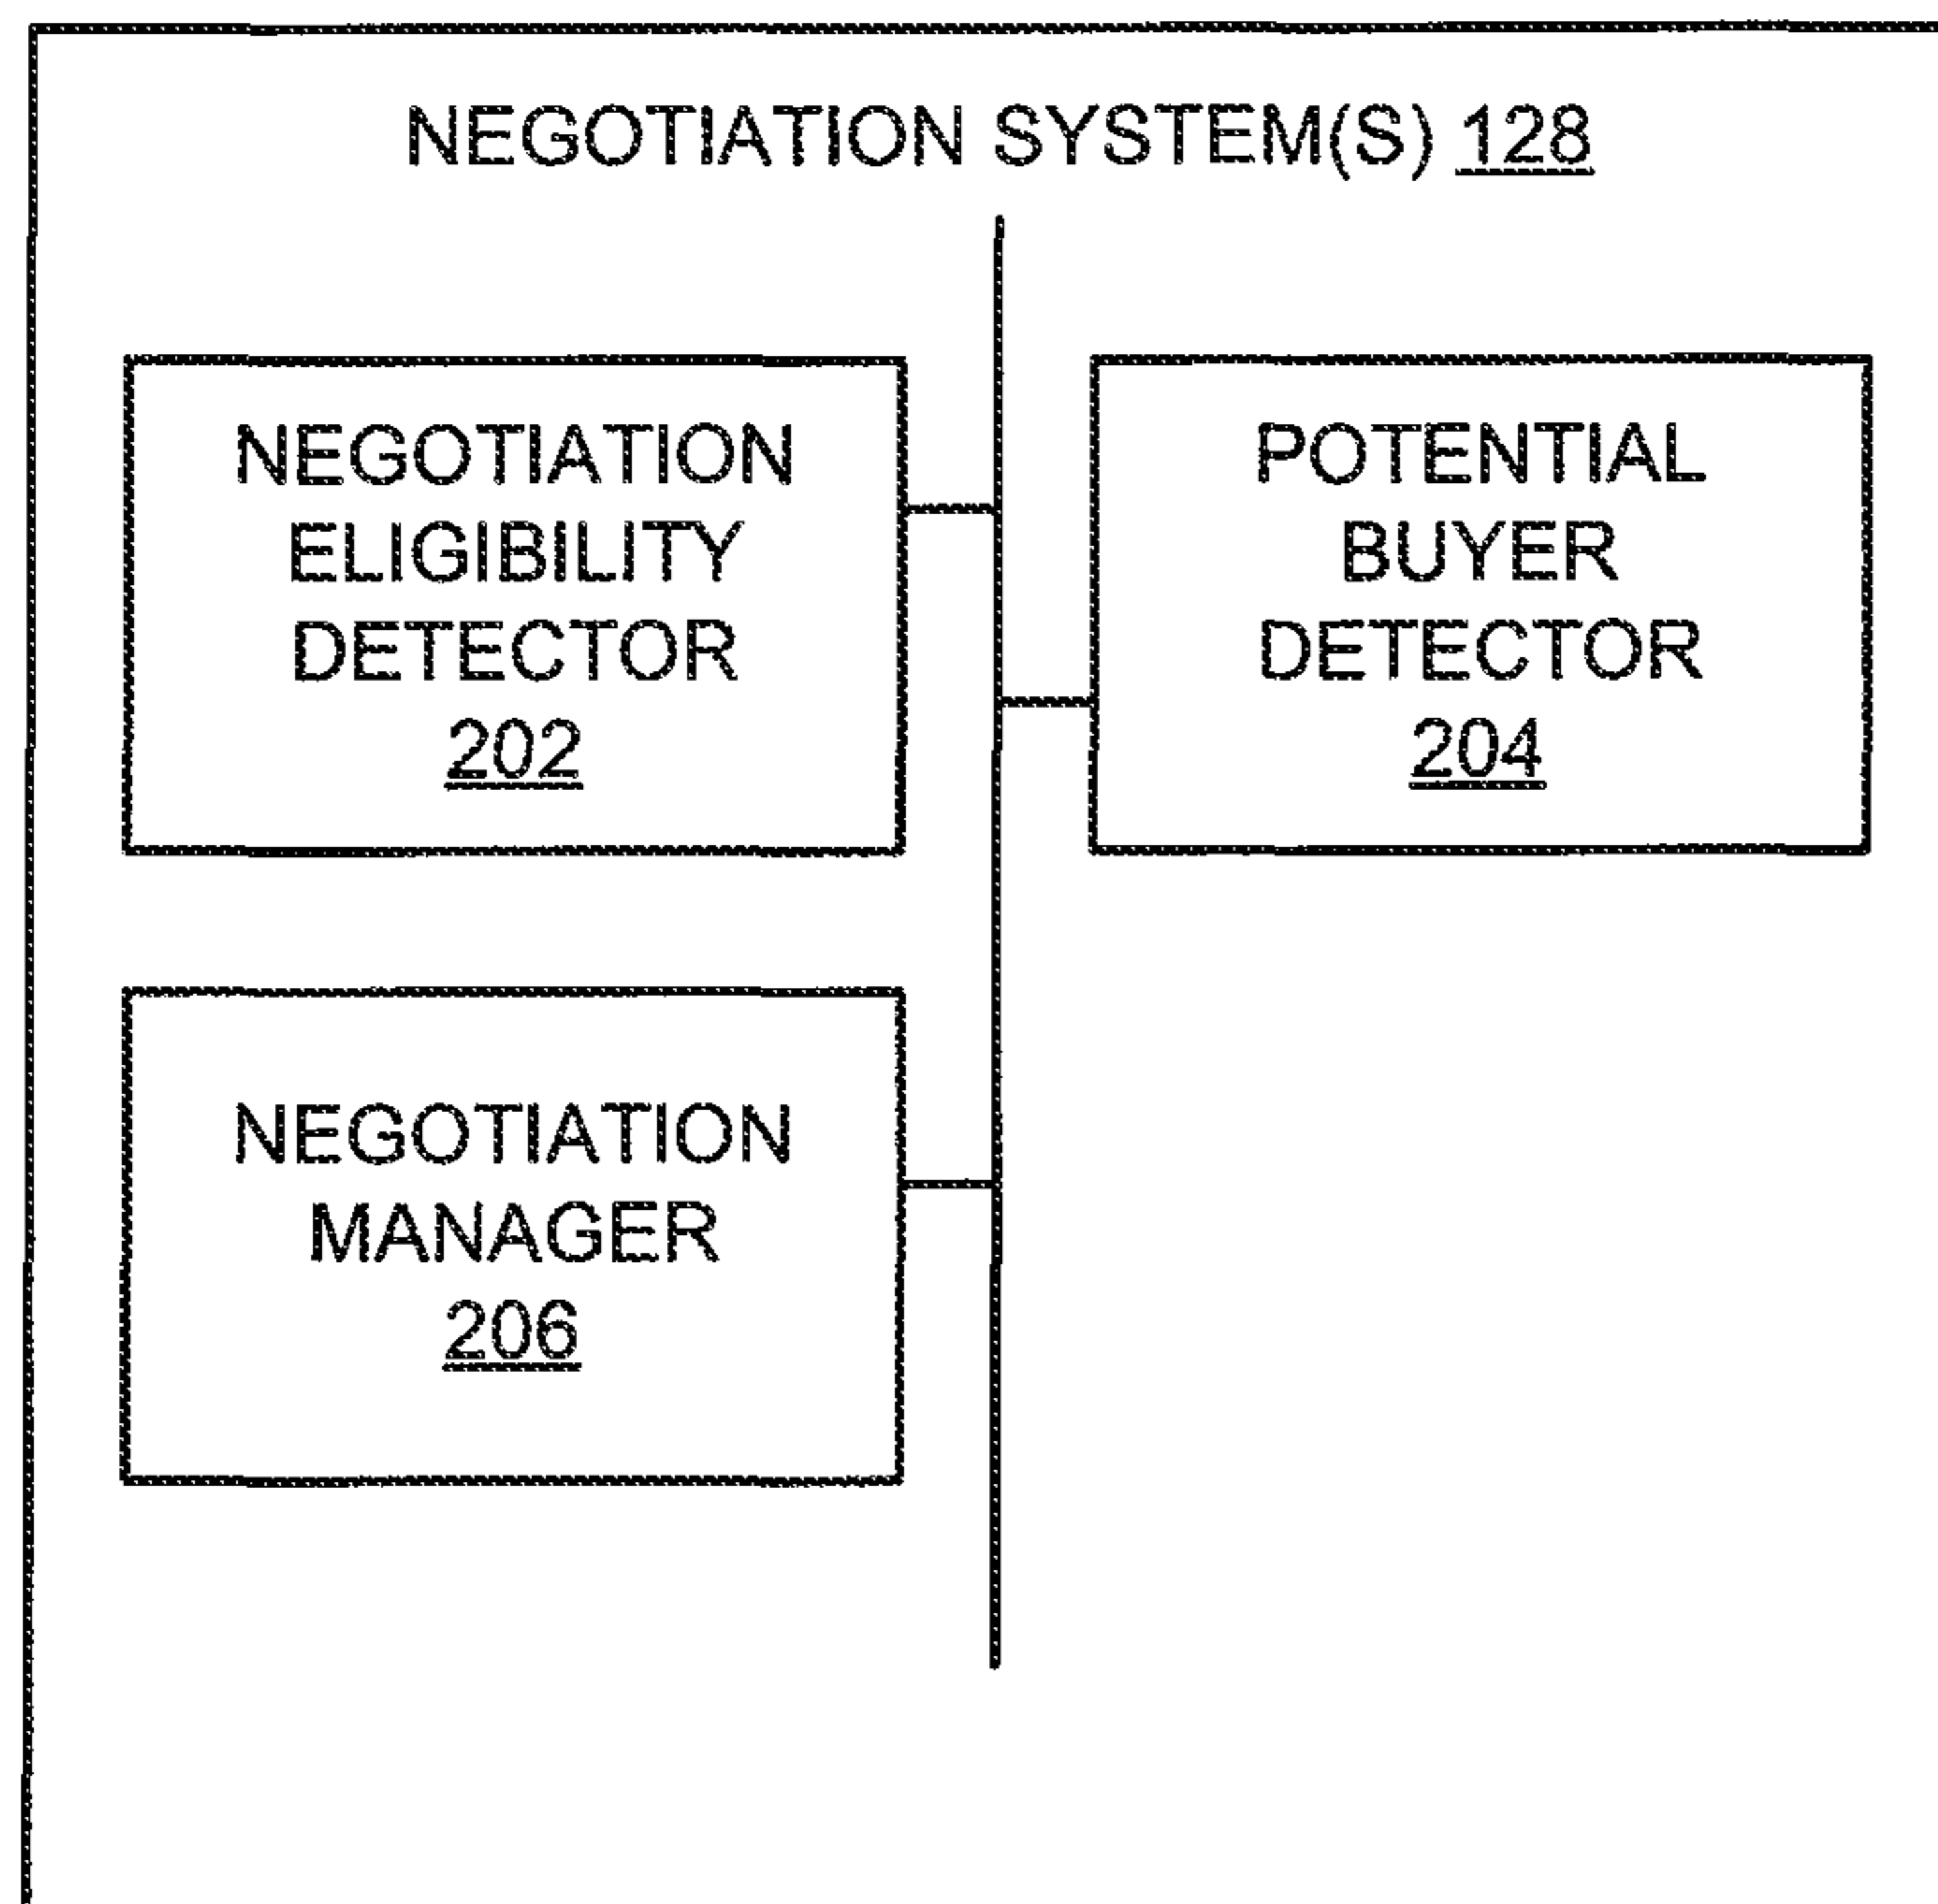 NEGOTIATION SYSTEM(S) 128
NEGOTIATION
ELIGIBILITY
DETECTOR
202
POTENTIAL
BUYER
DETECTOR
204
NEGOTIATION
MANAGER
206